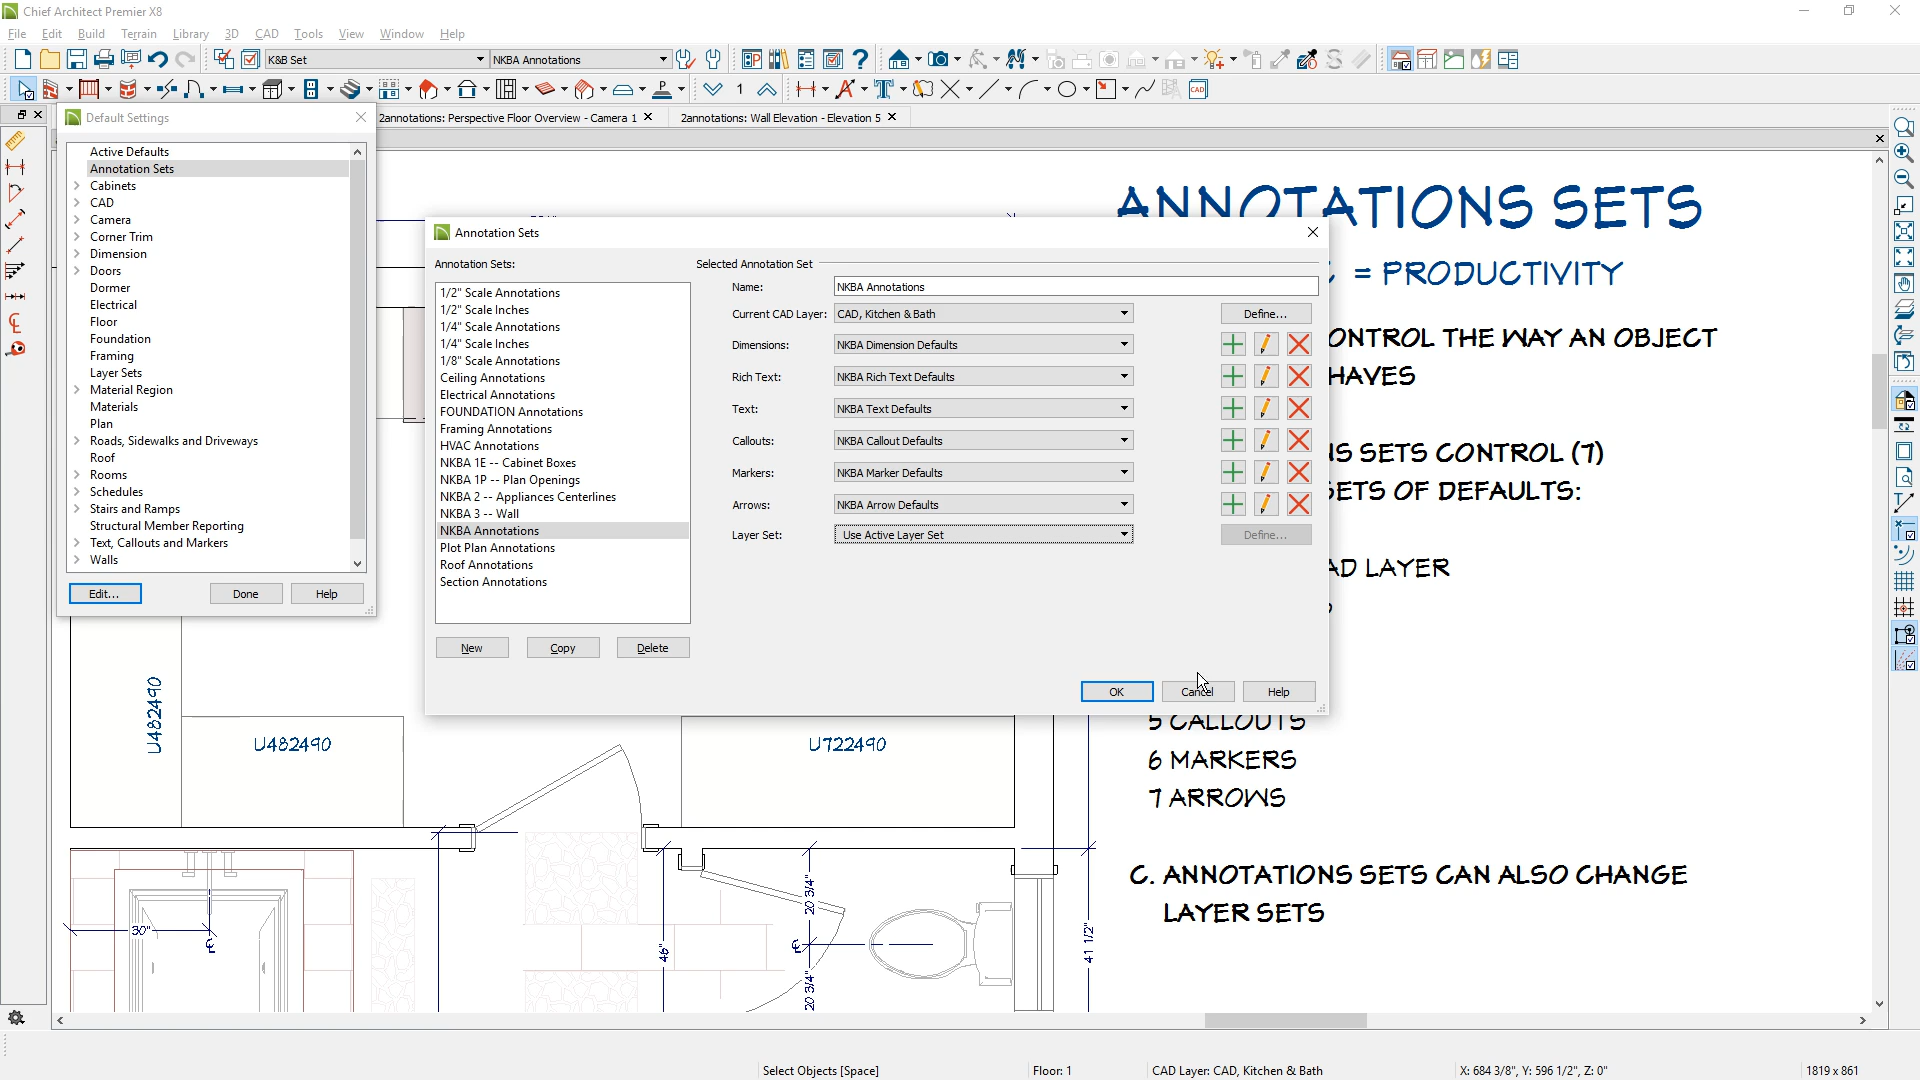 Chief Architect Premier X8
File Edit Build Terrain Library 3D CAD Tools View Window Help
K&B Set NKBA Annotations
1
CAD
2annotations: Perspective Floor Overview - Camera 1 2annotations: Wall Elevation - Elevation 5
Default Settings
Active Defaults
Annotation Sets
Cabinets
CAD
Camera
Corner Trim
Dimension
Doors
Dormer
Electrical
Floor
Foundation
Framing
Layer Sets
Material Region
Materials
Plan
Roads, Sidewalks and Driveways
Roof
Rooms
Schedules
Stairs and Ramps
Structural Member Reporting
Text, Callouts and Markers
Walls
Edit... Done Help
Annotation Sets
Annotation Sets:
1/2" Scale Annotations
1/2" Scale Inches
1/4" Scale Annotations
1/4" Scale Inches
1/8" Scale Annotations
Ceiling Annotations
Electrical Annotations
FOUNDATION Annotations
Framing Annotations
HVAC Annotations
NKBA 1E -- Cabinet Boxes
NKBA 1P -- Plan Openings
NKBA 2 -- Appliances Centerlines
NKBA 3 -- Wall
NKBA Annotations
Plot Plan Annotations
Roof Annotations
Section Annotations
New Copy Delete
Selected Annotation Set
Name: NKBA Annotations
Current CAD Layer: CAD, Kitchen & Bath Define...
Dimensions: NKBA Dimension Defaults
Rich Text: NKBA Rich Text Defaults
Text: NKBA Text Defaults
Callouts: NKBA Callout Defaults
Markers: NKBA Marker Defaults
Arrows: NKBA Arrow Defaults
Layer Set: Use Active Layer Set Define...
OK Cancel Help
ANNOTATIONS SETS
= PRODUCTIVITY
ONTROL THE WAY AN OBJECT
HAVES
NS SETS CONTROL (7)
SETS OF DEFAULTS:
AD LAYER
5 CALLOUTS
6 MARKERS
7 ARROWS
C. ANNOTATIONS SETS CAN ALSO CHANGE
LAYER SETS
U482490
U482490
U722490
30"
46"
20 3/4"
20 3/4"
41 1/2"
Select Objects [Space] Floor: 1 CAD Layer: CAD, Kitchen & Bath X: 684 3/8", Y: 596 1/2", Z: 0" 1819 x 861